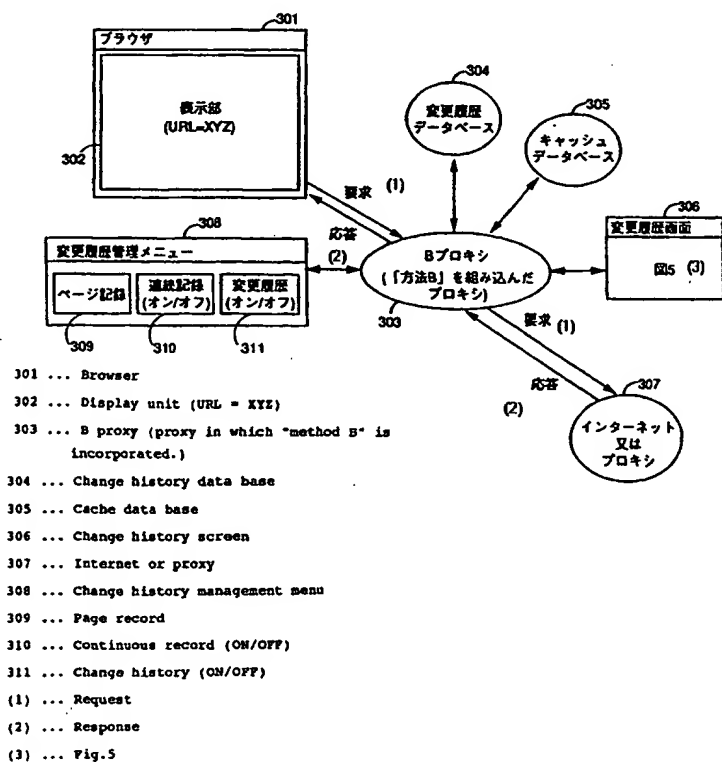 301
ブラウザ
表示部
(URL=XYZ)
302
304
変更履歴
データベース
305
キャッシュ
データベース
306
変更履歴画面
図5 (3)
要求 (1)
応答
(2)
308
変更履歴管理メニュー
ページ記録
連続記録
(オン/オフ)
変更履歴
(オン/オフ)
309
310
311
Bプロキシ
(「方法B」を組み込んだ
プロキシ)
303
要求 (1)
応答
(2)
307
インターネット
又は
プロキシ
301 ... Browser
302 ... Display unit (URL = XYZ)
303 ... B proxy (proxy in which "method B" is
incorporated.)
304 ... Change history data base
305 ... Cache data base
306 ... Change history screen
307 ... Internet or proxy
308 ... Change history management menu
309 ... Page record
310 ... Continuous record (ON/OFF)
311 ... Change history (ON/OFF)
(1) ... Request
(2) ... Response
(3) ... Fig.5